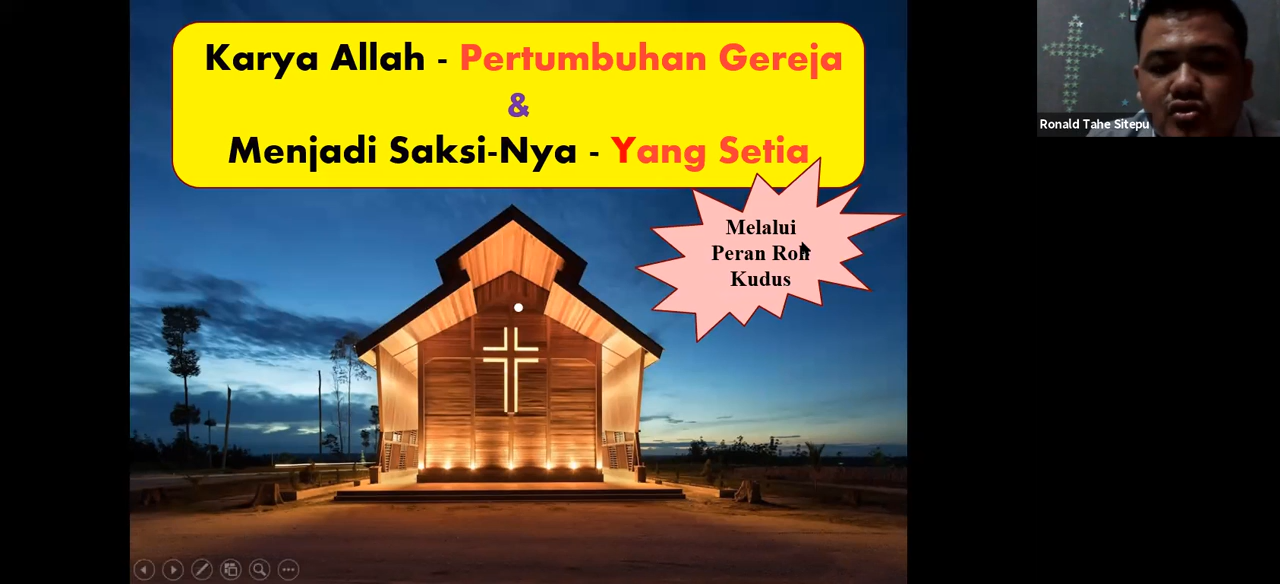 Karya Allah - Pertumbuhan Gereja
&
Menjadi Saksi-Nya - Yang Setia
Melalui
Peran Roh
Kudus
Ronald Tahe Sitepu